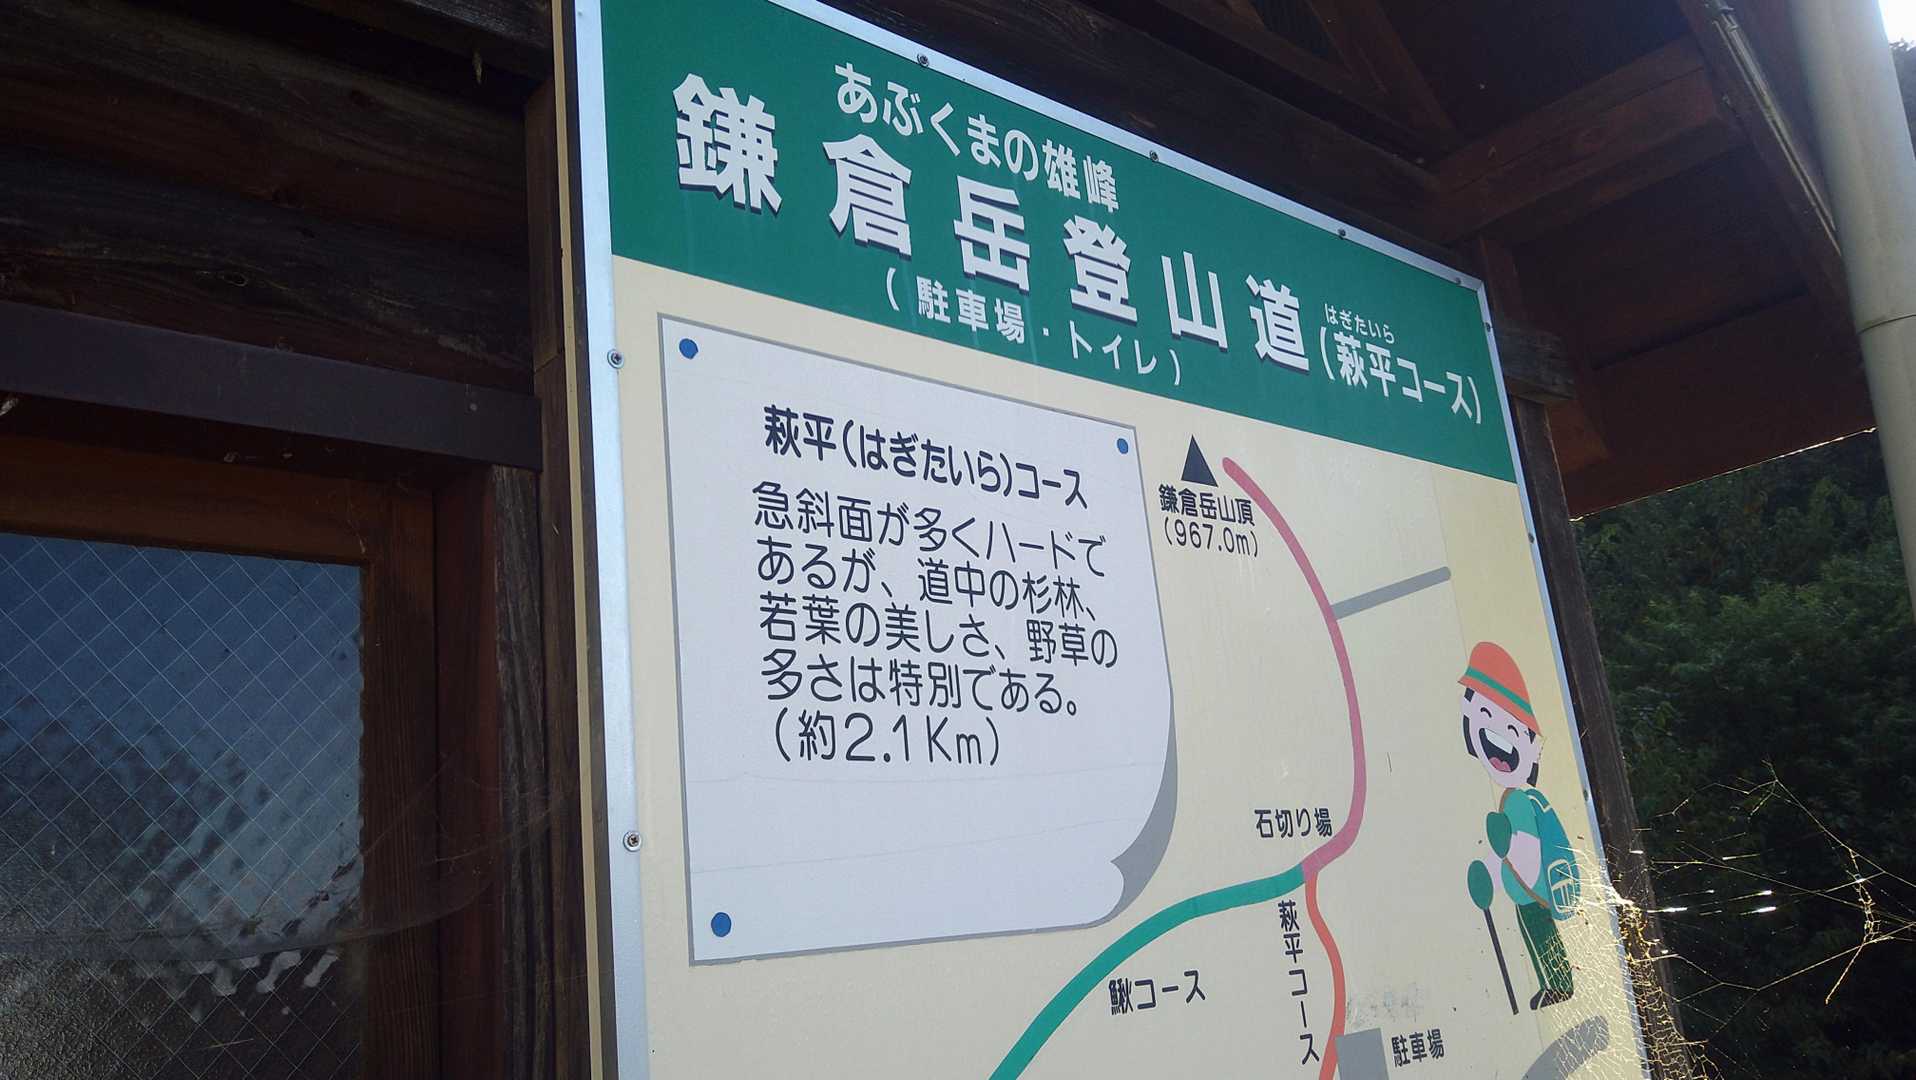 あぶくまの雄峰
鎌倉岳登山道(萩平コース)
はぎたいら
(駐車場・トイレ)
萩平(はぎたいら)コース
急斜面が多くハードで
あるが、道中の杉林、
若葉の美しさ、野草の
多さは特別である。
(約2.1Km)
鎌倉岳山頂
(967.0m)
石切り場
萩平コース
鰍コース
駐車場